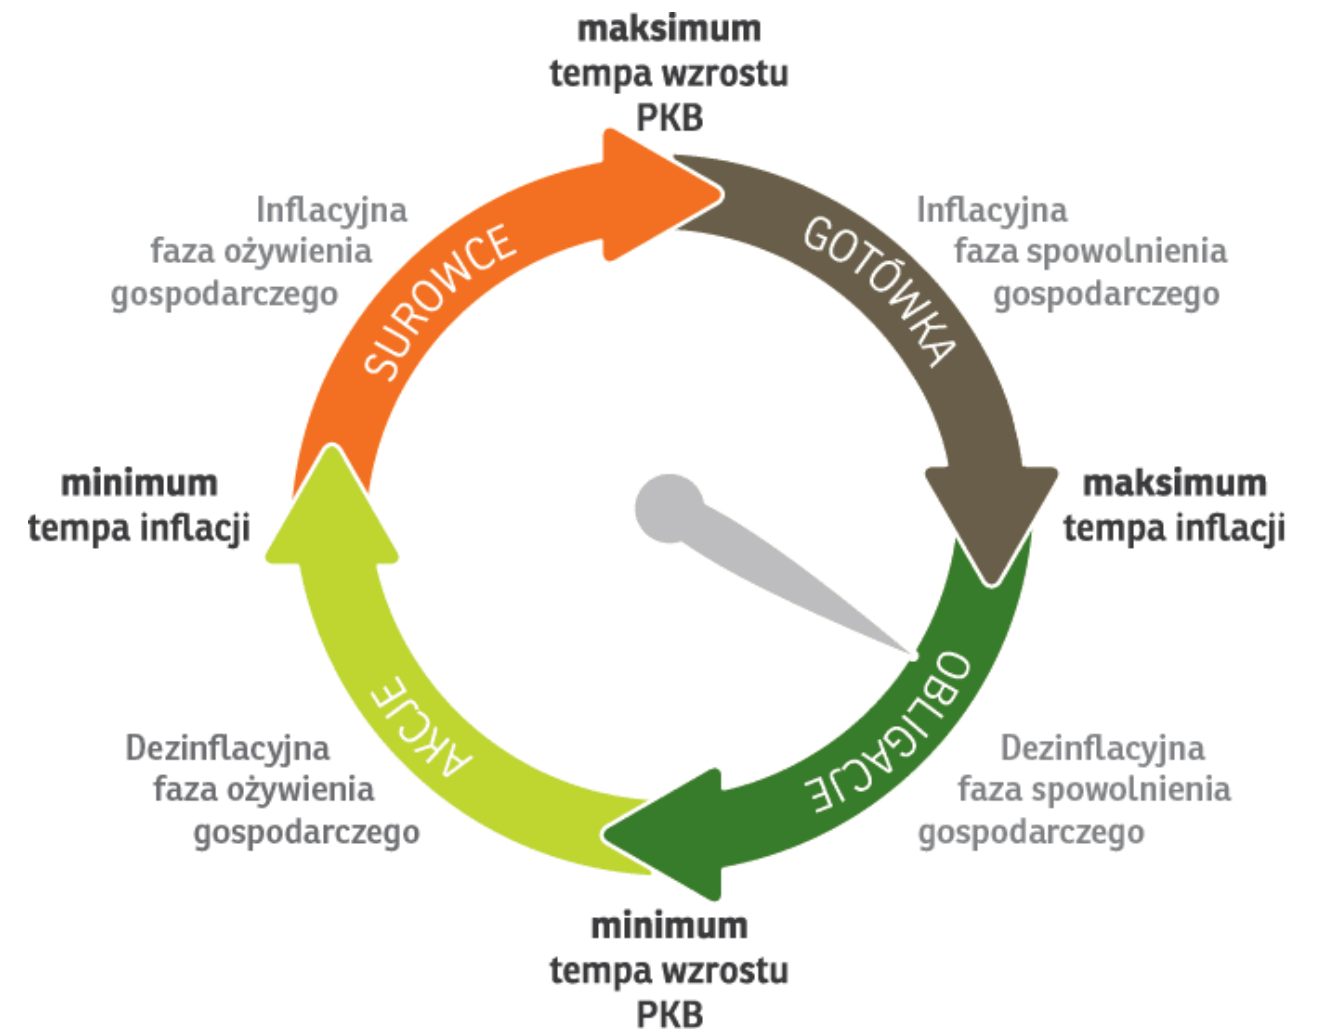 maksimum
tempa wzrostu
PKB
Inflacyjna
faza ożywienia
gospodarczego
SUROWCE
GOTÓWKA
Inflacyjna
faza spowolnienia
gospodarczego
minimum
tempa inflacji
maksimum
tempa inflacji
Dezinflacyjna
faza ożywienia
gospodarczego
AKCJE
OBLIGACJE
Dezinflacyjna
faza spowolnienia
gospodarczego
minimum
tempa wzrostu
PKB